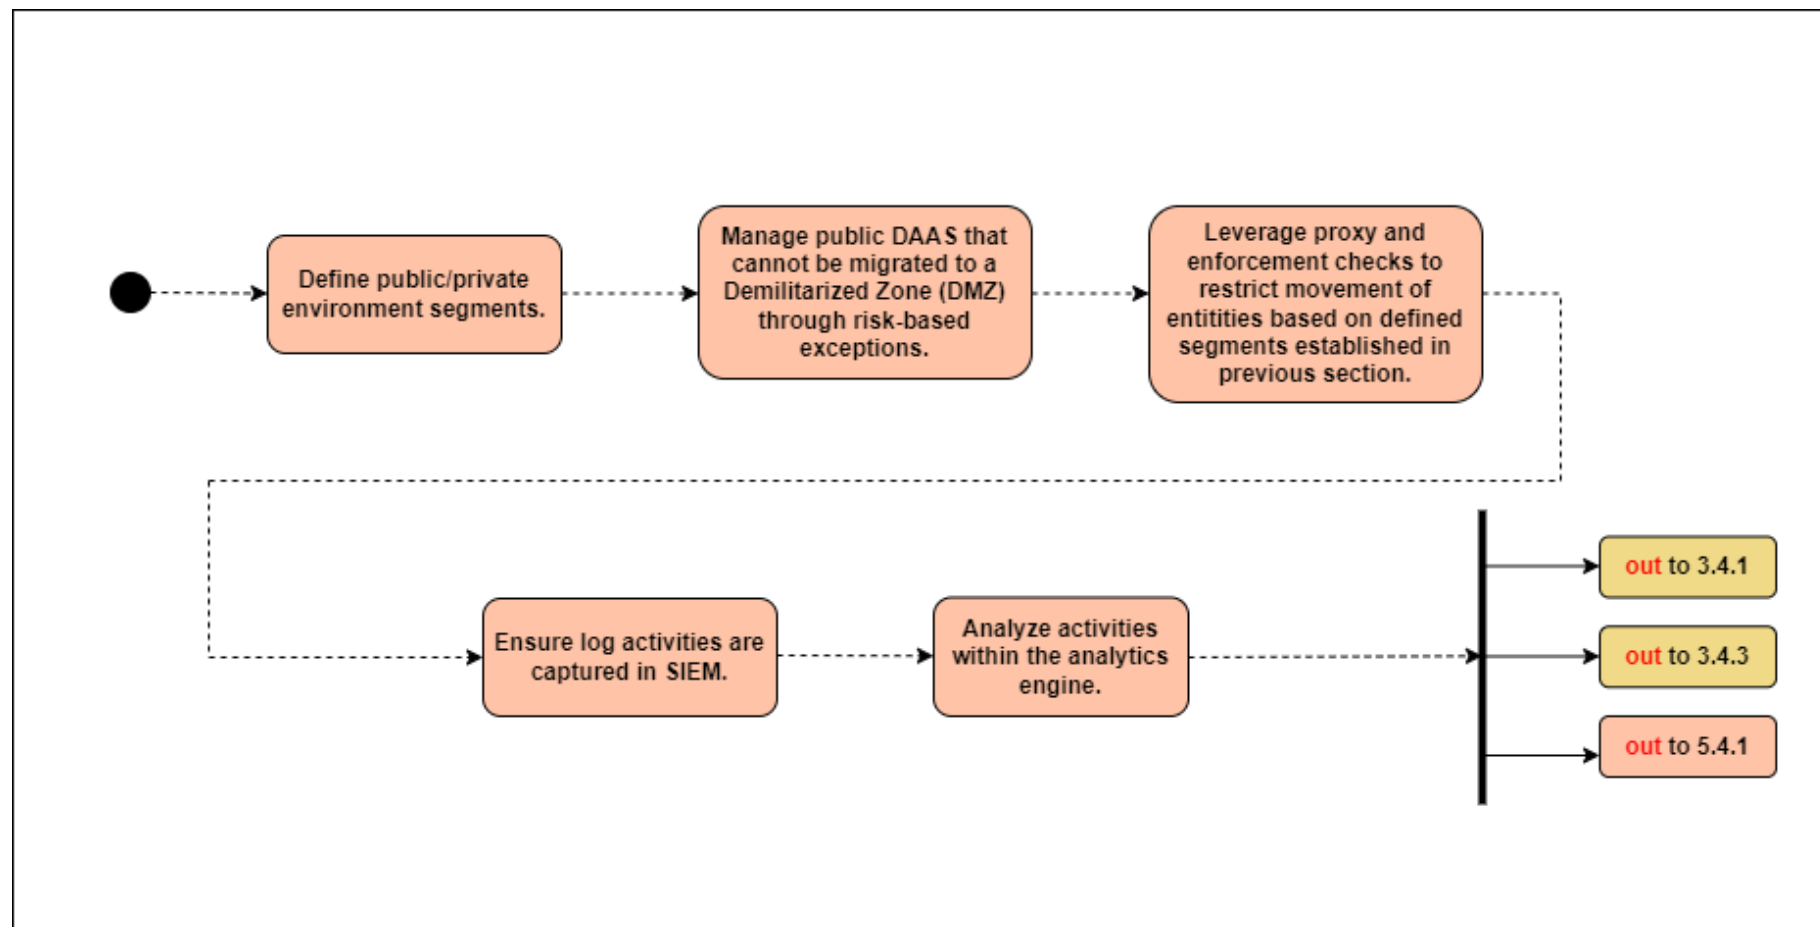 Define public/private
environment segments.
Manage public DAAS that
cannot be migrated to a
Demilitarized Zone (DMZ)
through risk-based
exceptions.
Leverage proxy and
enforcement checks to
restrict movement of
entitities based on defined
segments established in
previous section.
Ensure log activities are
captured in SIEM.
Analyze activities
within the analytics
engine.
out to 3.4.1
out to 3.4.3
out to 5.4.1